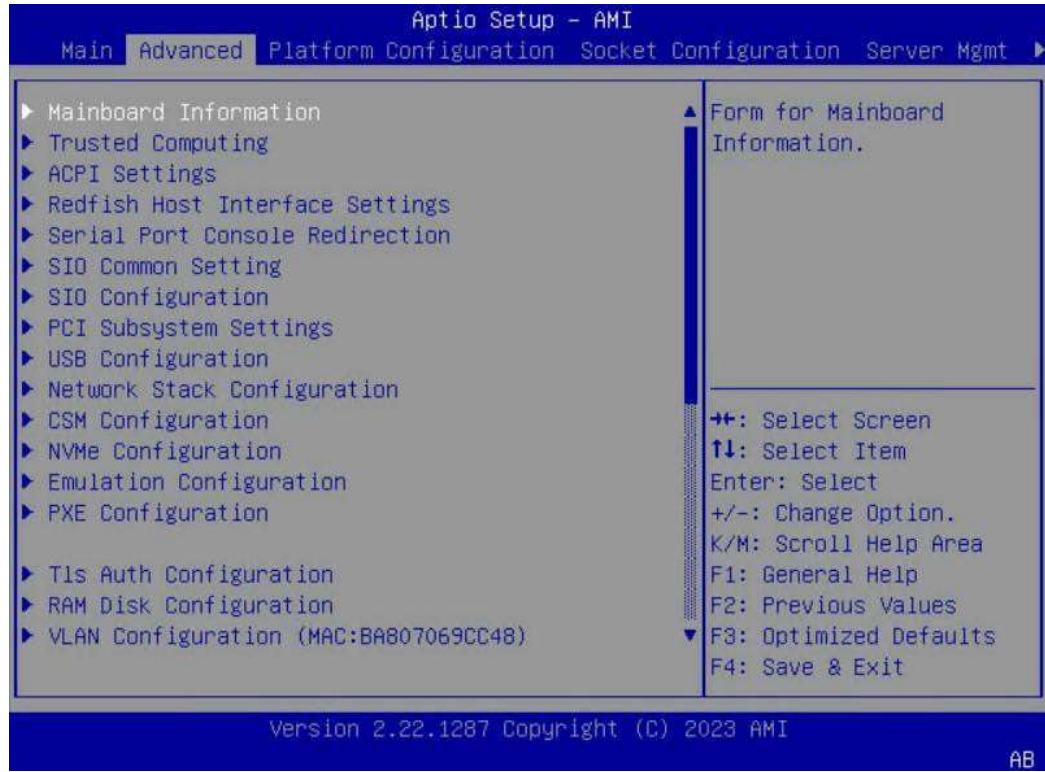 Aptio Setup – AMI
Main Advanced Platform Configuration Socket Configuration Server Mgmt
Mainboard Information
Trusted Computing
ACPI Settings
Redfish Host Interface Settings
Serial Port Console Redirection
SIO Common Setting
SIO Configuration
PCI Subsystem Settings
USB Configuration
Network Stack Configuration
CSM Configuration
NVMe Configuration
Emulation Configuration
PXE Configuration
Tls Auth Configuration
RAM Disk Configuration
VLAN Configuration (MAC:BA807069CC48)
Form for Mainboard
Information.
→←: Select Screen
↑↓: Select Item
Enter: Select
+/-: Change Option.
K/M: Scroll Help Area
F1: General Help
F2: Previous Values
F3: Optimized Defaults
F4: Save & Exit
Version 2.22.1287 Copyright (C) 2023 AMI
AB